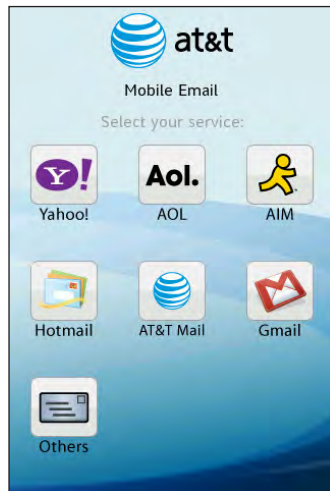 at&t
Mobile Email
Select your service:
Y! Aol.
Yahoo! AOL AIM
Hotmail AT&T Mail Gmail
Others